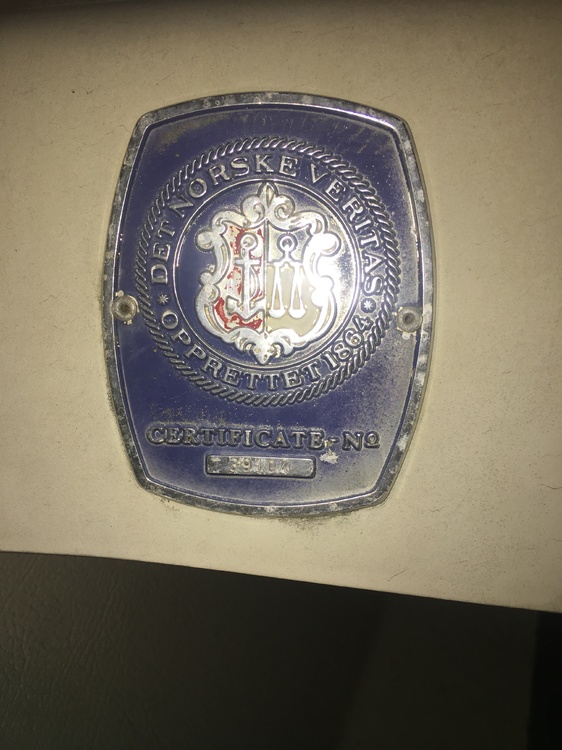 DET NORSKE VERITAS
OPPRETTET 1864
CERTIFICATE-Nº